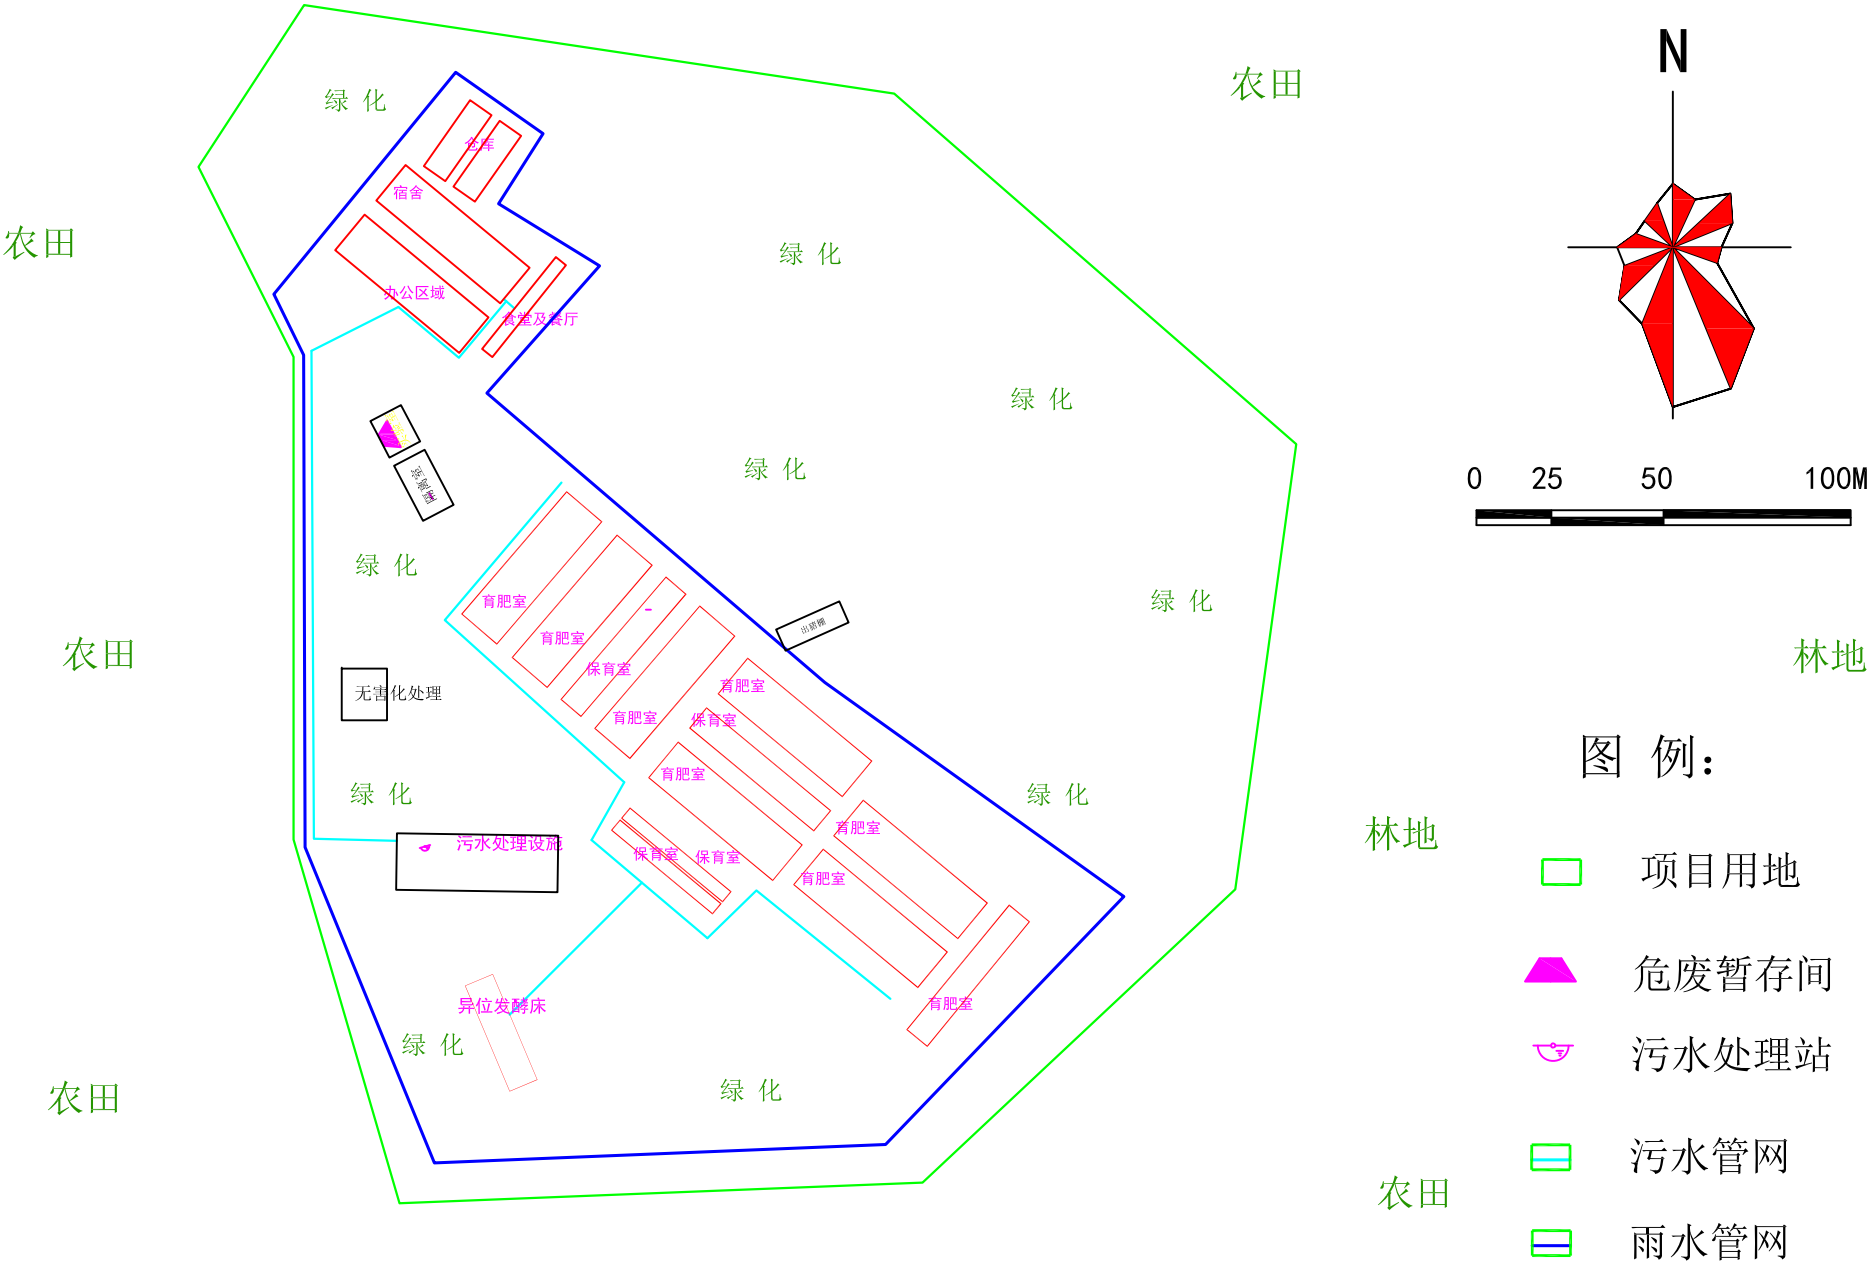 N
农田
绿 化
仓库
宿舍
农田
绿 化
办公区域
食堂及餐厅
绿 化
绿 化
0 25 50 100M
隔离室
绿 化
育肥室
绿 化
出猪棚
育肥室
农田
林地
保育室
育肥室
无害化处理
育肥室
保育室
图 例：
育肥室
绿 化
绿 化
育肥室
林地
污水处理设施
保育室
保育室
育肥室
项目用地
危废暂存间
异位发酵床
育肥室
绿 化
污水处理站
农田
绿 化
污水管网
农田
雨水管网